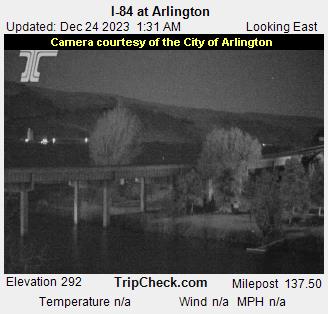 I-84 at Arlington
Updated: Dec 24 2023 1:31 AM Looking East
Camera courtesy of the City of Arlington
Elevation 292 TripCheck.com Milepost 137.50
Temperature n/a Wind n/a MPH n/a